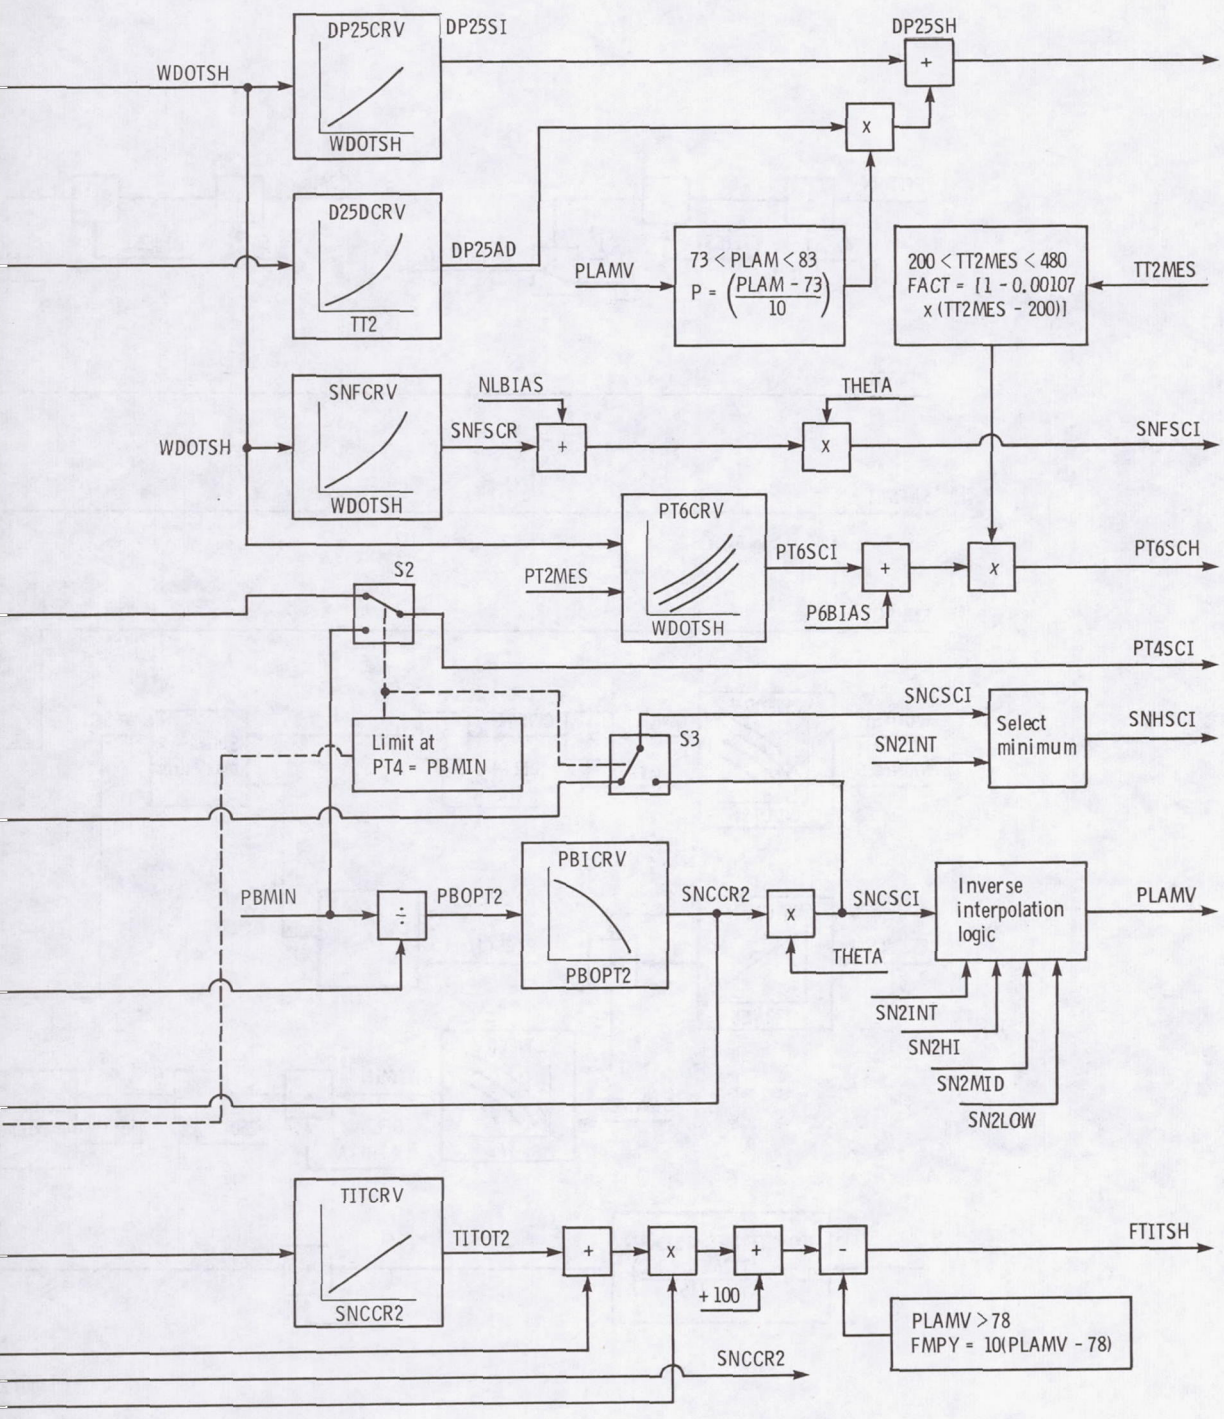 DP25CRV
DP25SI
DP25SH
WDOTSH
+
WDOTSH
x
D25DCRV
DP25AD
TT2
PLAMV
73 < PLAM < 83
P = (PLAM - 73 / 10)
200 < TT2MES < 480
FACT = [1 - 0.00107
x (TT2MES - 200)]
TT2MES
SNFCRV
NLBIAS
THETA
WDOTSH
SNFSCR
+
x
SNFSCI
WDOTSH
PT6CRV
PT6SCI
+
x
PT6SCH
PT2MES
P6BIAS
WDOTSH
S2
PT4SCI
SNCSCI
Select
minimum
SNHSCI
SN2INT
Limit at
PT4 = PBMIN
S3
PBICRV
PBMIN
÷
PBOPT2
SNCCR2
x
SNCSCI
Inverse
interpolation
logic
PLAMV
PBOPT2
THETA
SN2INT
SN2HI
SN2MID
SN2LOW
TITCRV
TITOT2
+
x
+
-
FTITSH
+ 100
SNCCR2
PLAMV > 78
FMPY = 10(PLAMV - 78)
SNCCR2